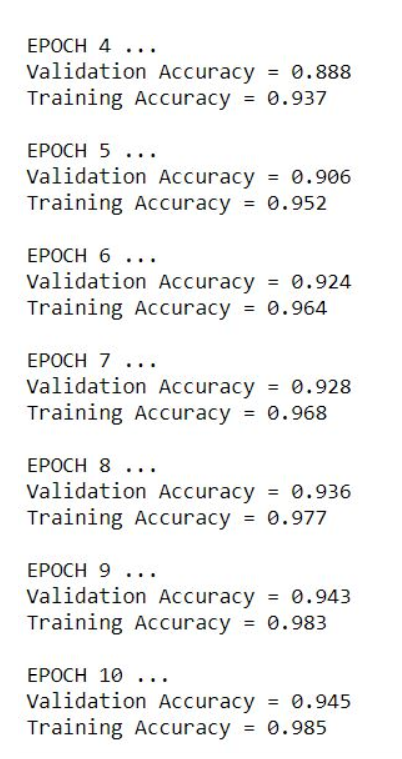 EPOCH 4 ...
Validation Accuracy = 0.888
Training Accuracy = 0.937
EPOCH 5 ...
Validation Accuracy = 0.906
Training Accuracy = 0.952
EPOCH 6 ...
Validation Accuracy = 0.924
Training Accuracy = 0.964
EPOCH 7 ...
Validation Accuracy = 0.928
Training Accuracy = 0.968
EPOCH 8 ...
Validation Accuracy = 0.936
Training Accuracy = 0.977
EPOCH 9 ...
Validation Accuracy = 0.943
Training Accuracy = 0.983
EPOCH 10 ...
Validation Accuracy = 0.945
Training Accuracy = 0.985